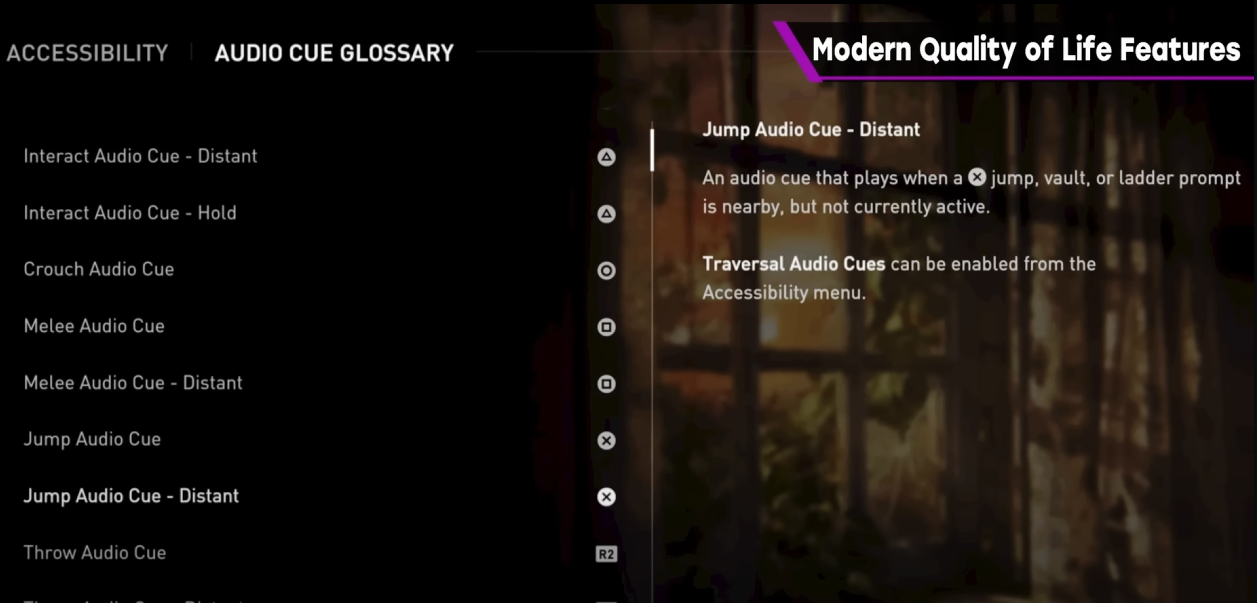 ACCESSIBILITY | AUDIO CUE GLOSSARY
Modern Quality of Life Features
Interact Audio Cue - Distant
Interact Audio Cue - Hold
Crouch Audio Cue
Melee Audio Cue
Melee Audio Cue - Distant
Jump Audio Cue
Jump Audio Cue - Distant
Throw Audio Cue R2
Jump Audio Cue - Distant
An audio cue that plays when a ⊗ jump, vault, or ladder prompt
is nearby, but not currently active.
Traversal Audio Cues can be enabled from the
Accessibility menu.